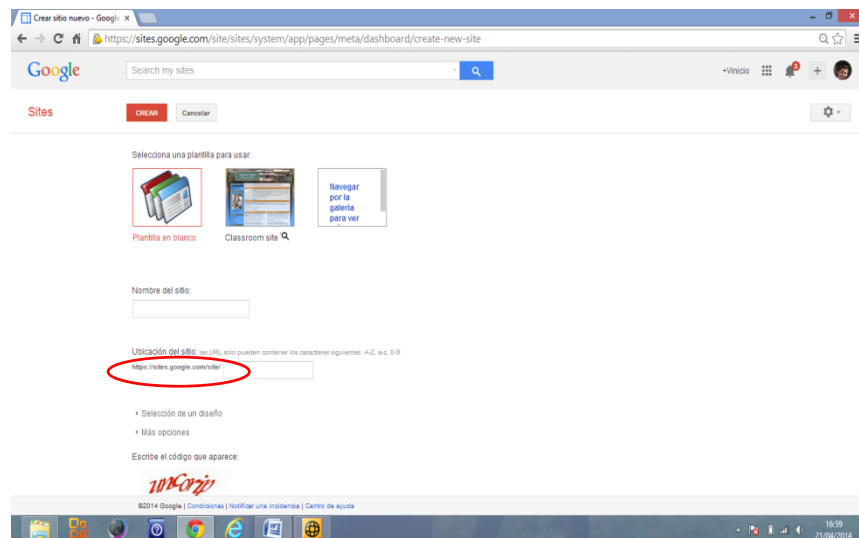 Crear sitio nuevo - Google
https://sites.google.com/site/sites/system/app/pages/meta/dashboard/create-new-site
Google
Search my sites
+Vinicio
3
Sites
CREAR
Cancelar
Selecciona una plantilla para usar:
Navegar
por la
galería
para ver
Plantilla en blanco
Classroom site
Nombre del sitio:
Ubicación del sitio: las URL solo pueden contener los caracteres siguientes: A-Z, a-z, 0-9
https://sites.google.com/site/
Selección de un diseño
Más opciones
Escribe el código que aparece:
©2014 Google | Condiciones | Notificar una incidencia | Centro de ayuda
16:59
21/04/2014